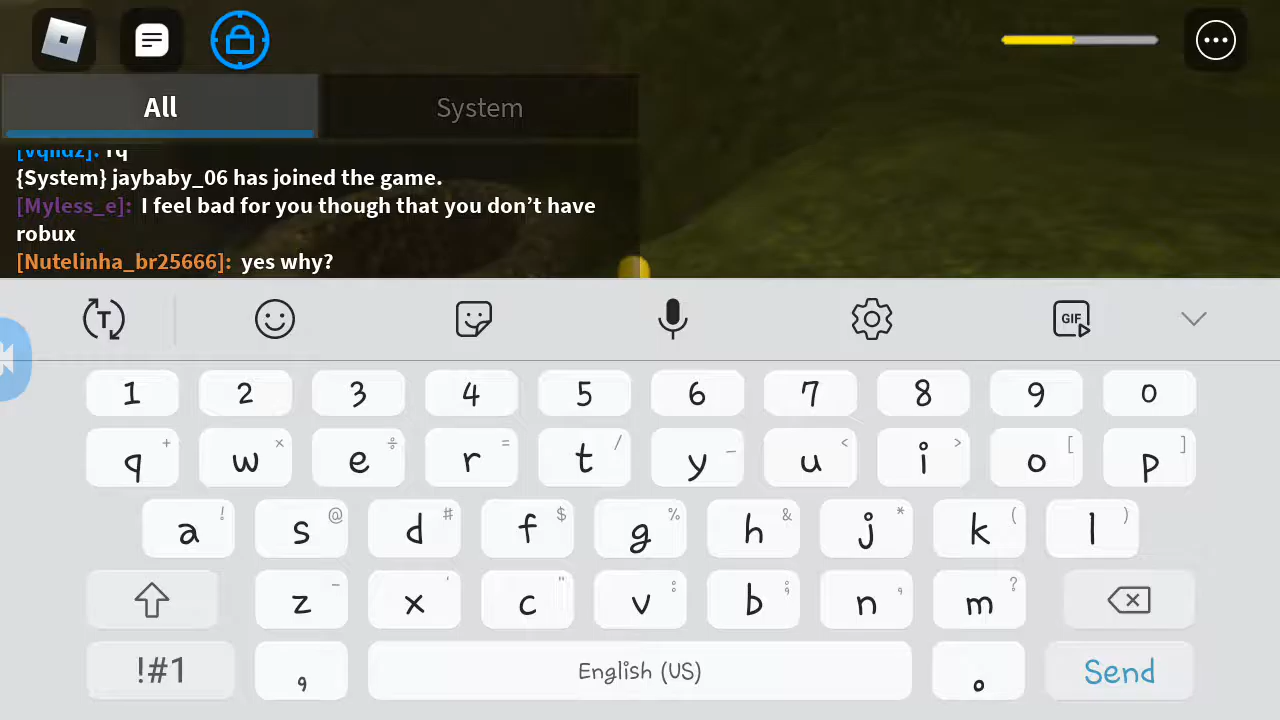 All System
{System} jaybaby_06 has joined the game.
[Myless_e]: I feel bad for you though that you don't have
robux
[Nutelinha_br25666]: yes why?
T GIF
1 2 3 4 5 6 7 8 9 0
q + w × e ÷ r = t / y _ u < i > o [ p ]
a ! s @ d # f $ g % h & j * k ( l )
z - x ' c " v : b ; n , m ?
!#1 , English (US) . Send